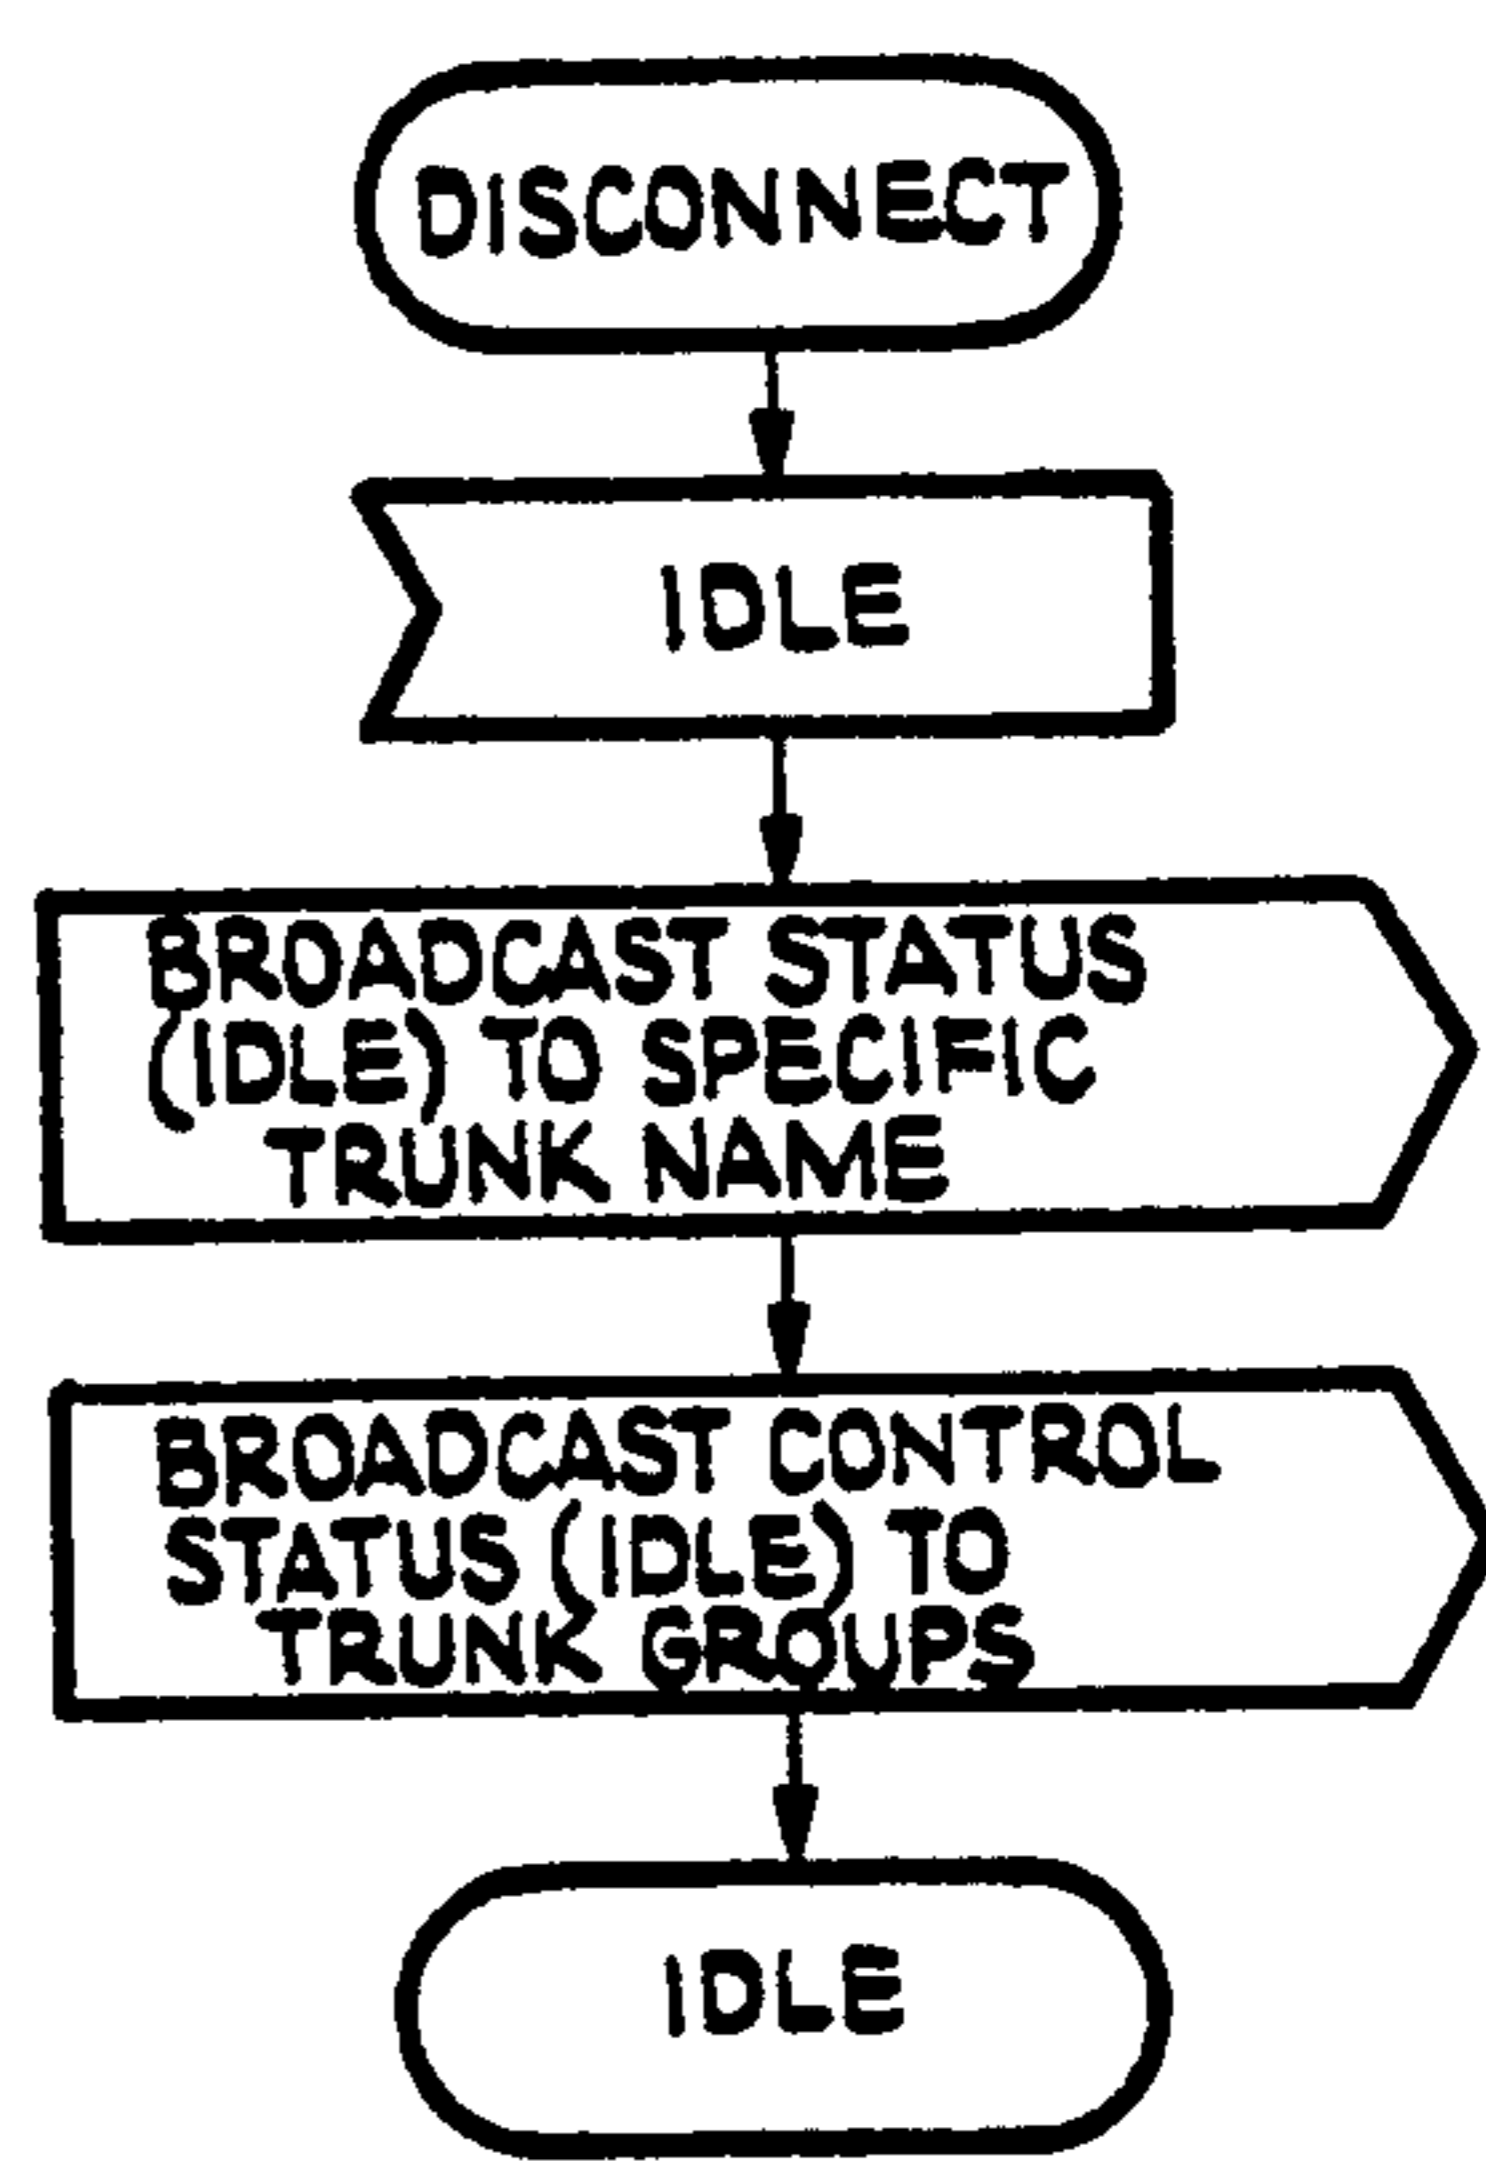 DISCONNECT
IDLE
BROADCAST STATUS
(IDLE) TO SPECIFIC
TRUNK NAME
BROADCAST CONTROL
STATUS (IDLE) TO
TRUNK GROUPS
IDLE